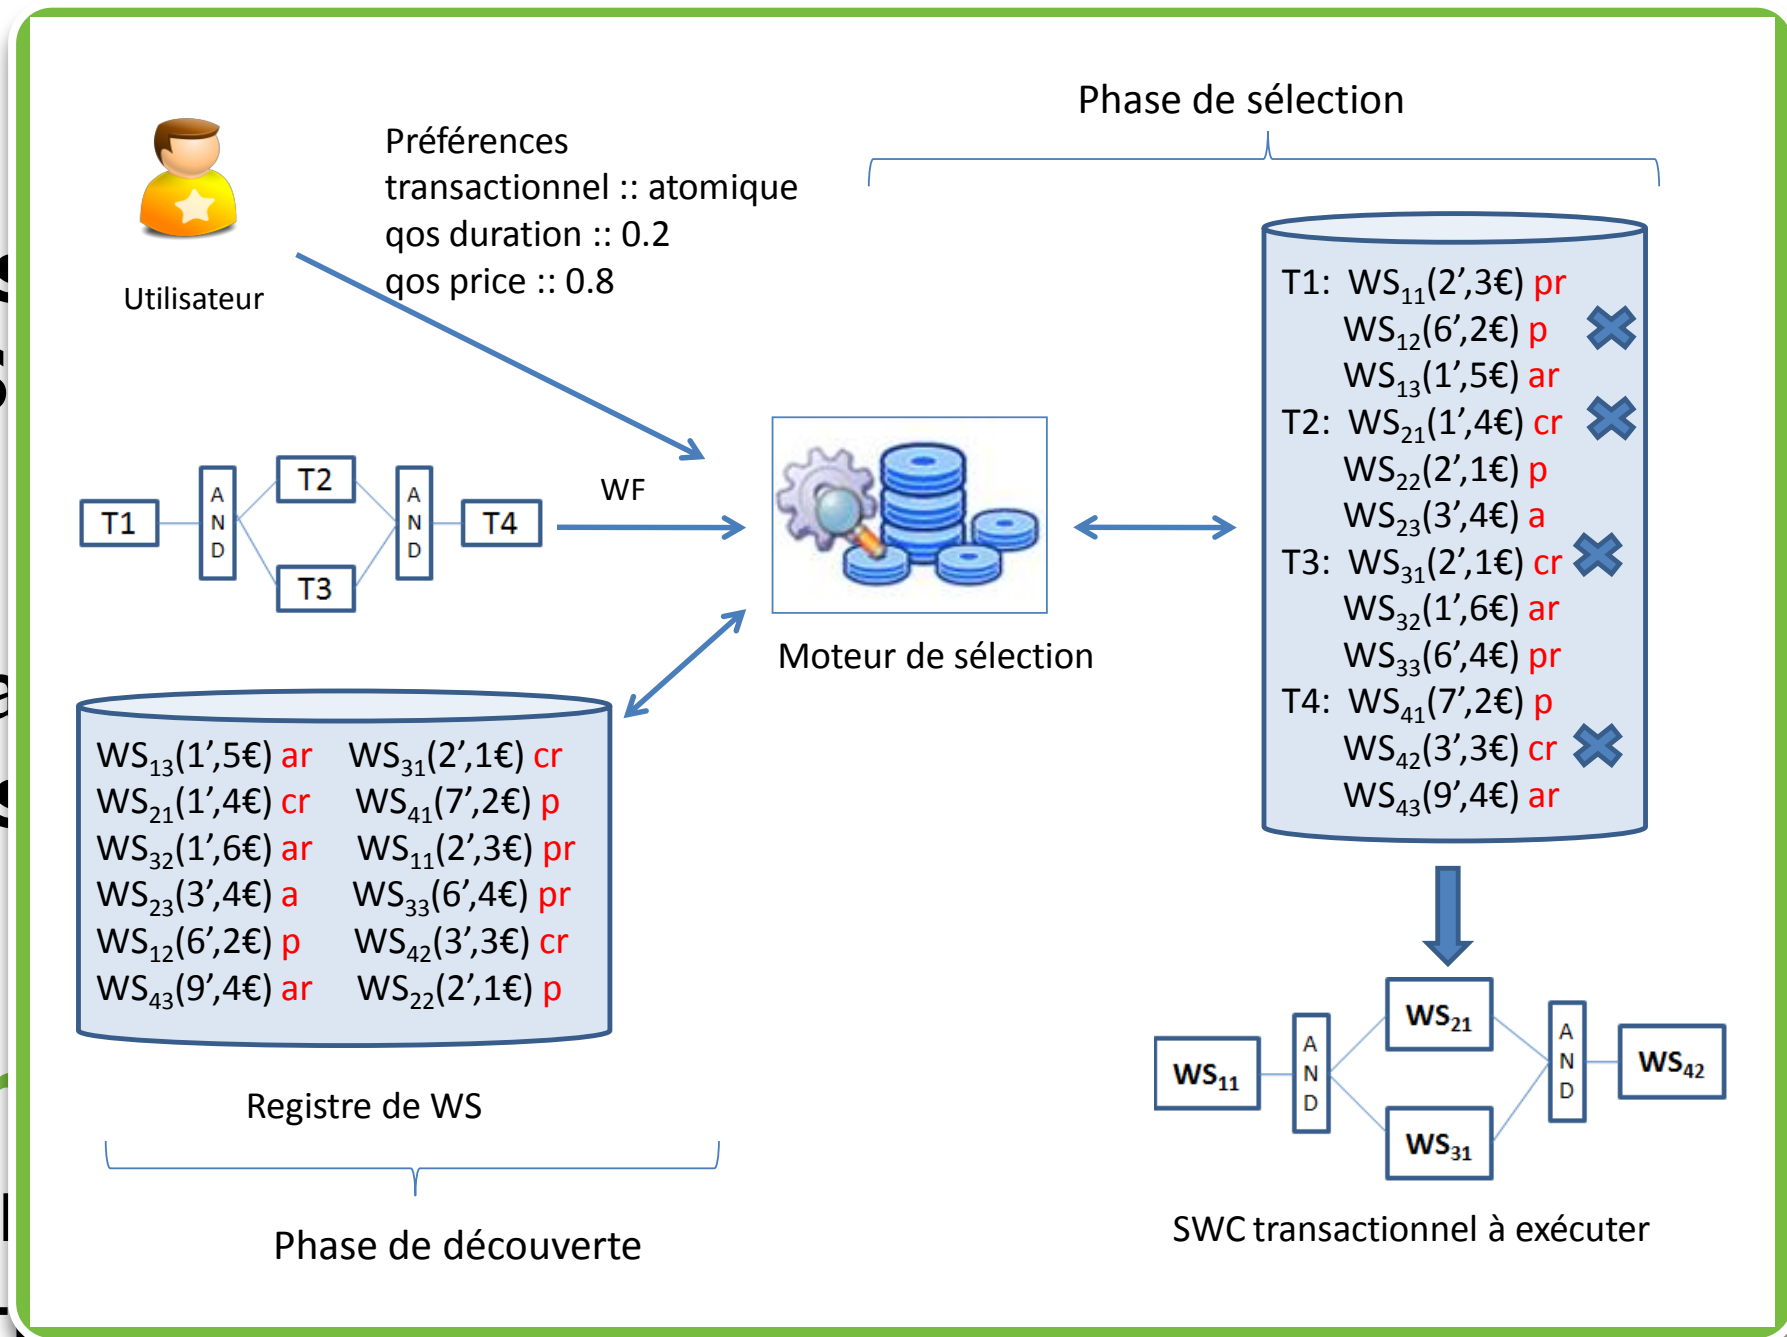 Phase de sélection
Préférences
transactionnel :: atomique
qos duration :: 0.2
qos price :: 0.8
Utilisateur
T1
AND
T2
T3
AND
T4
WF
Moteur de sélection
T1: WS₁₁(2’,3€) pr
WS₁₂(6’,2€) p
WS₁₃(1’,5€) ar
T2: WS₂₁(1’,4€) cr
WS₂₂(2’,1€) p
WS₂₃(3’,4€) a
T3: WS₃₁(2’,1€) cr
WS₃₂(1’,6€) ar
WS₃₃(6’,4€) pr
T4: WS₄₁(7’,2€) p
WS₄₂(3’,3€) cr
WS₄₃(9’,4€) ar
WS₁₃(1’,5€) ar WS₃₁(2’,1€) cr
WS₂₁(1’,4€) cr WS₄₁(7’,2€) p
WS₃₂(1’,6€) ar WS₁₁(2’,3€) pr
WS₂₃(3’,4€) a WS₃₃(6’,4€) pr
WS₁₂(6’,2€) p WS₄₂(3’,3€) cr
WS₄₃(9’,4€) ar WS₂₂(2’,1€) p
Registre de WS
Phase de découverte
WS₁₁
AND
WS₂₁
WS₃₁
AND
WS₄₂
SWC transactionnel à exécuter